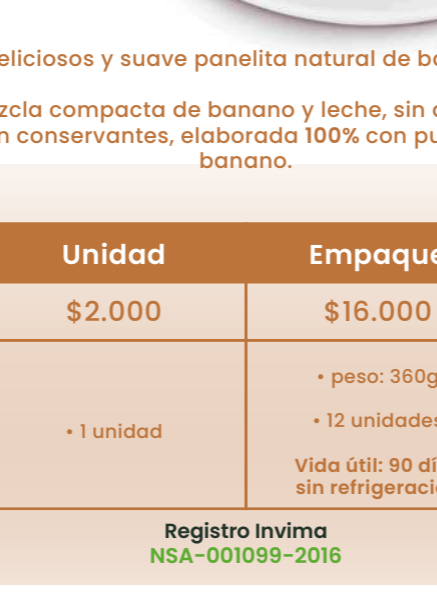 eliciosos y suave panelita natural de b
zcla compacta de banano y leche, sin
n conservantes, elaborada 100% con pu
banano.
Unidad Empaque
$2.000 $16.000
• peso: 360g
• 1 unidad • 12 unidades
Vida útil: 90 dí
sin refrigeraci
Registro Invima
NSA-001099-2016